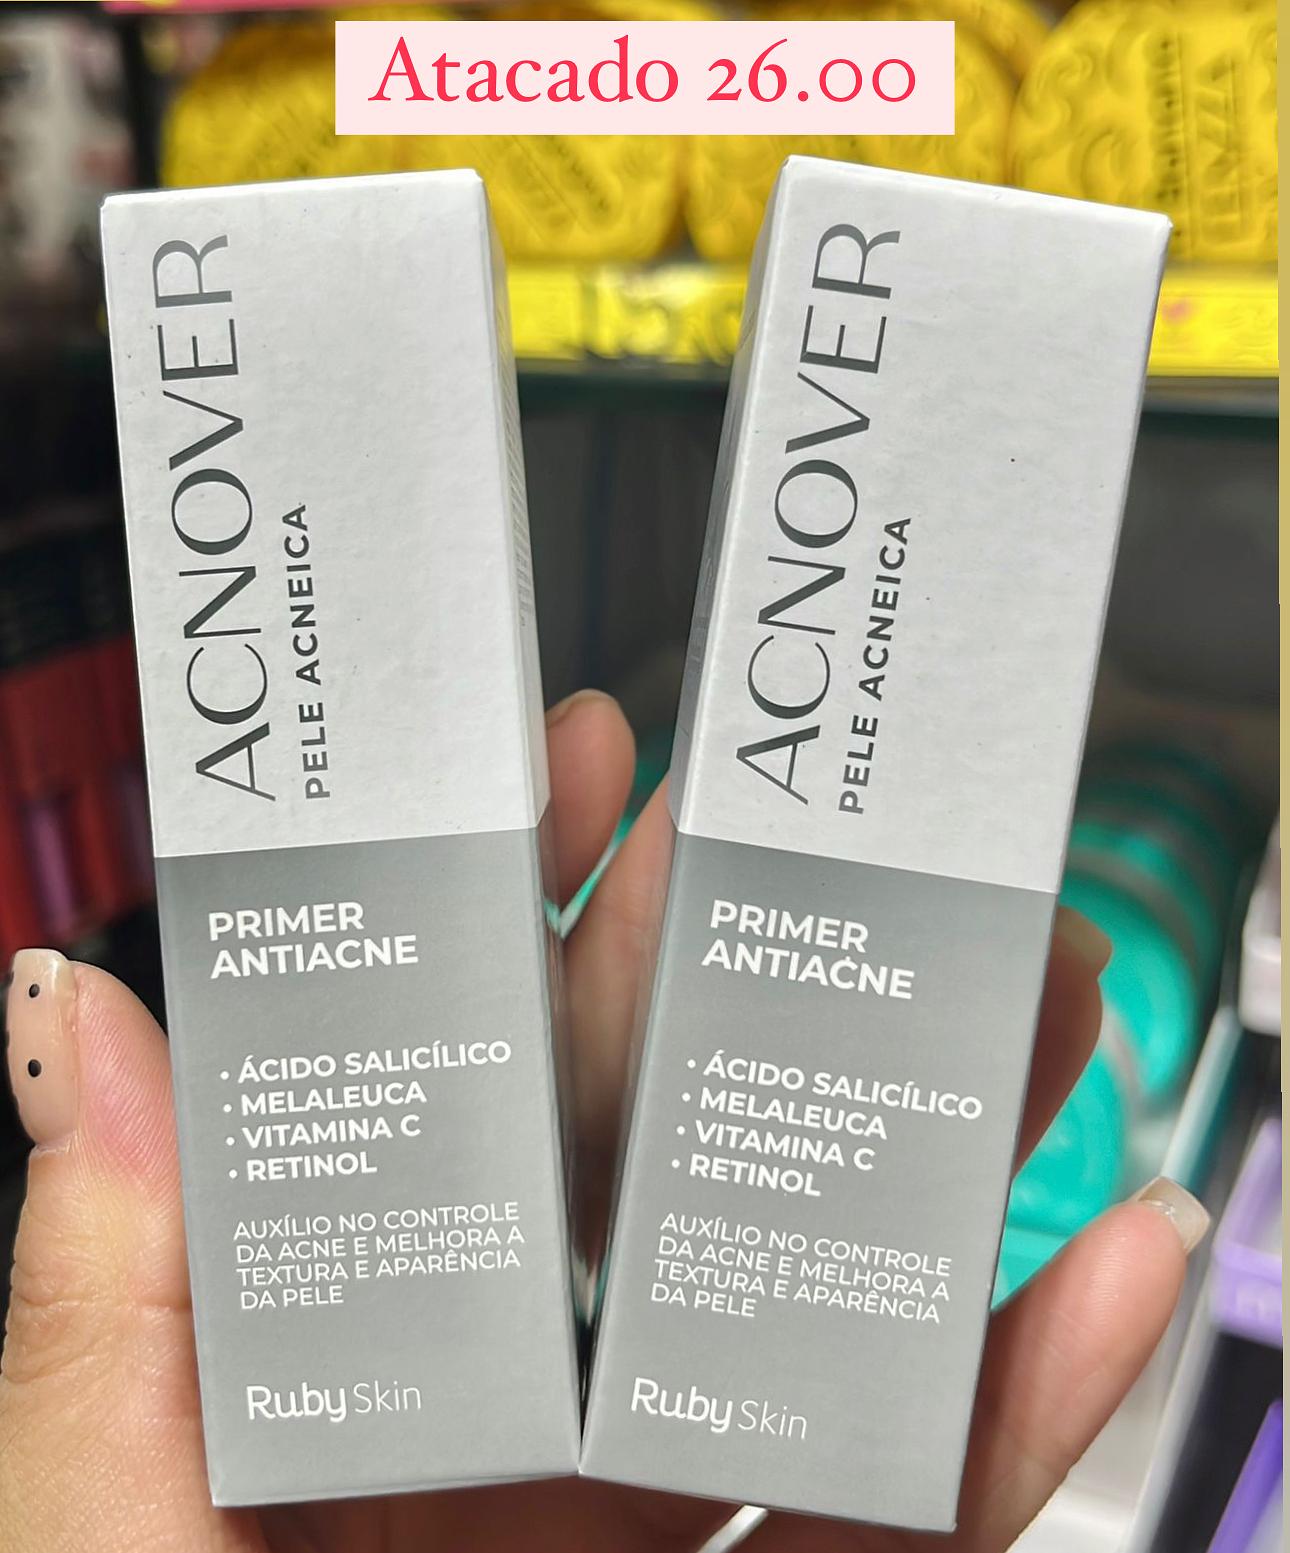 Atacado 26.00
ACNOVER
PELE ACNEICA
PRIMER
ANTIACNE
• ÁCIDO SALICÍLICO
• MELALEUCA
• VITAMINA C
• RETINOL
AUXÍLIO NO CONTROLE
DA ACNE E MELHORA A
TEXTURA E APARÊNCIA
DA PELE
Ruby Skin
ACNOVER
PELE ACNEICA
PRIMER
ANTIACNE
• ÁCIDO SALICÍLICO
• MELALEUCA
• VITAMINA C
• RETINOL
AUXÍLIO NO CONTROLE
DA ACNE E MELHORA A
TEXTURA E APARÊNCIA
DA PELE
Ruby Skin